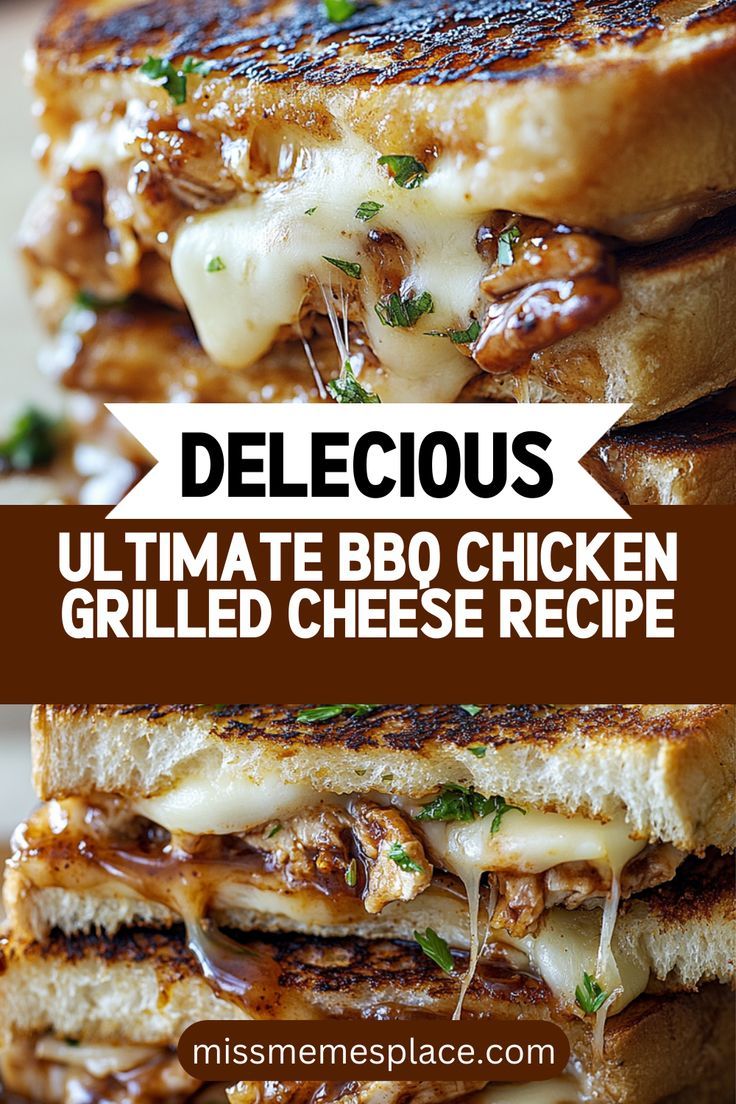 DELECIOUS
ULTIMATE BBQ CHICKEN
GRILLED CHEESE RECIPE
missmemesplace.com